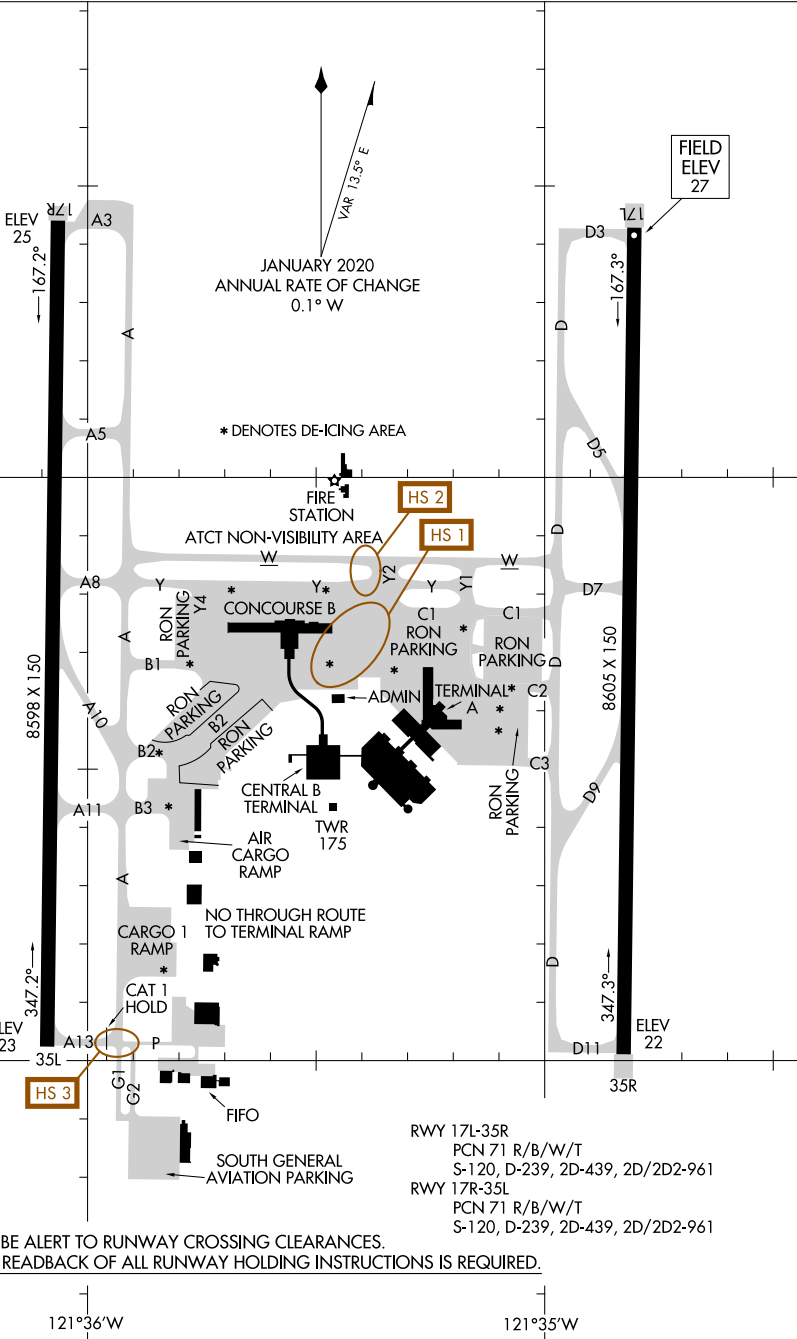 FIELD
ELEV
27
VAR 13.5° E
JANUARY 2020
ANNUAL RATE OF CHANGE
0.1° W
ELEV
25
17R
A3
167.2°
A
D3
17L
167.3°
D
* DENOTES DE-ICING AREA
A5
D5
FIRE
STATION
HS 2
ATCT NON-VISIBILITY AREA
HS 1
D
W
W
A8
Y
Y
Y2
Y
Y1
D7
RON
PARKING
Y4
CONCOURSE B
C1
C1
RON
PARKING
RON
PARKING
A
B1
D
8598 X 150
8605 X 150
A10
RON
PARKING
B2
RON
PARKING
ADMIN
TERMINAL
A
C2
B2
C3
RON
PARKING
D9
CENTRAL B
TERMINAL
A11
B3
TWR
175
AIR
CARGO
RAMP
A
NO THROUGH ROUTE
TO TERMINAL RAMP
CARGO 1
RAMP
347.2°
D
347.3°
CAT 1
HOLD
EV
23
A13
P
35L
ELEV
22
D11
35R
HS 3
G1
G2
FIFO
SOUTH GENERAL
AVIATION PARKING
RWY 17L-35R
PCN 71 R/B/W/T
S-120, D-239, 2D-439, 2D/2D2-961
RWY 17R-35L
PCN 71 R/B/W/T
S-120, D-239, 2D-439, 2D/2D2-961
BE ALERT TO RUNWAY CROSSING CLEARANCES.
READBACK OF ALL RUNWAY HOLDING INSTRUCTIONS IS REQUIRED.
121°36'W
121°35'W